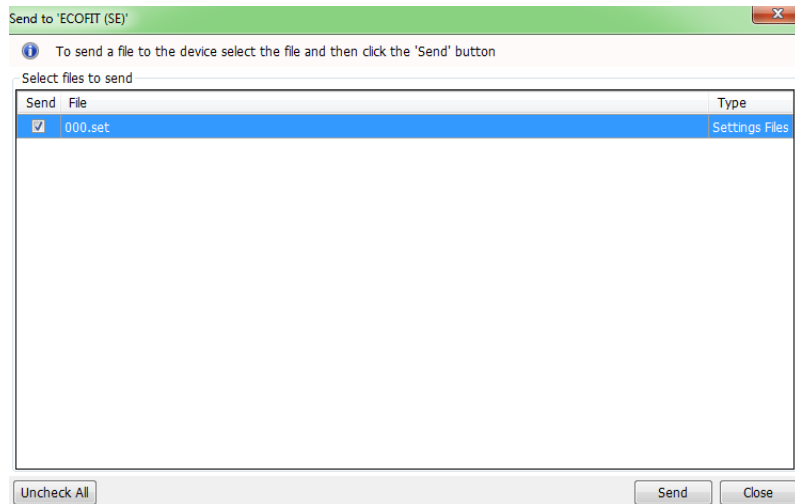 Send to 'ECOFIT (SE)'
To send a file to the device select the file and then click the 'Send' button
Select files to send
Send File Type
000.set Settings Files
Uncheck All Send Close